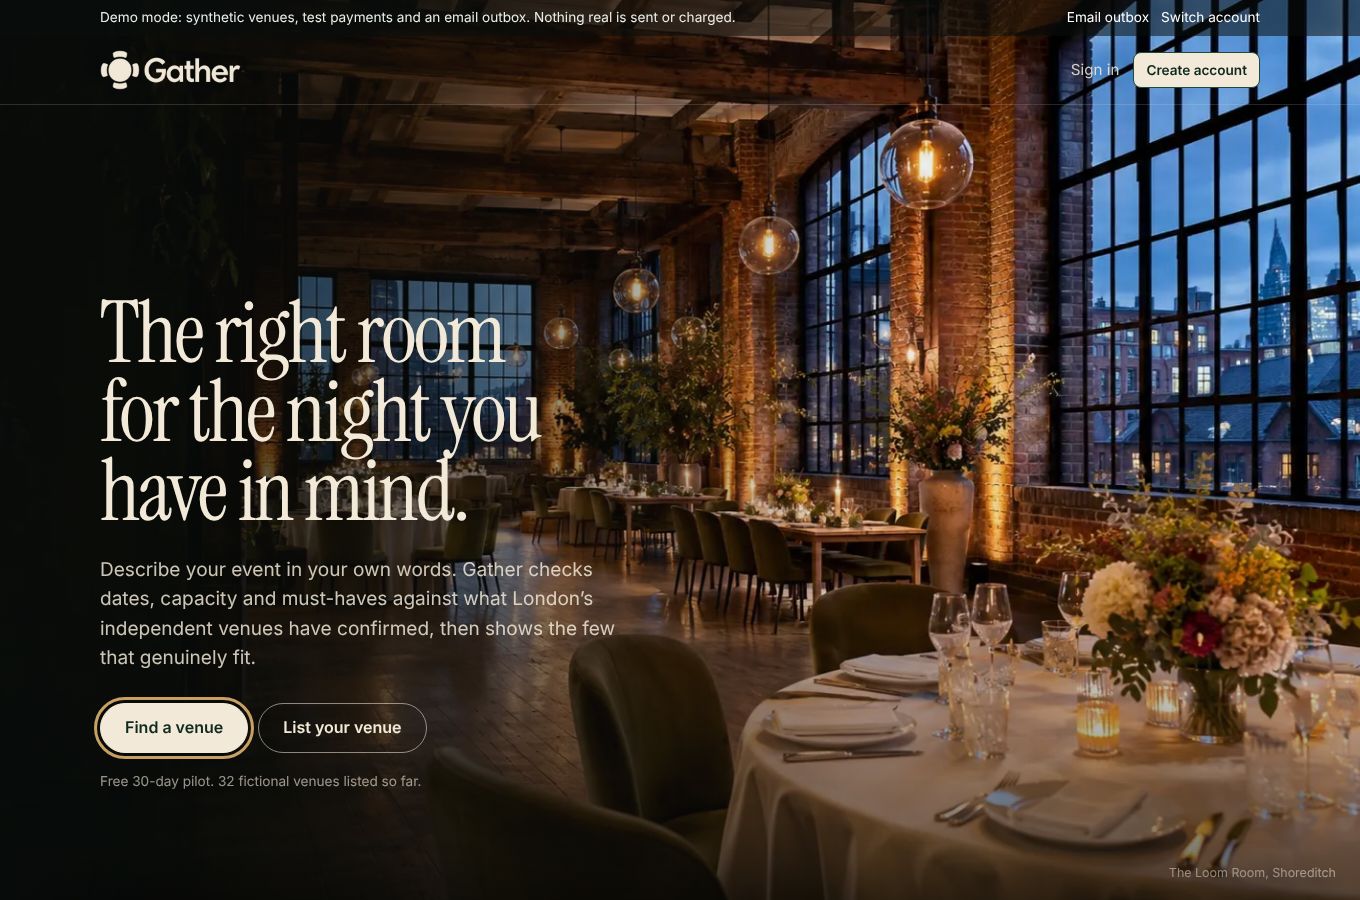 Demo mode: synthetic venues, test payments and an email outbox. Nothing real is sent or charged.
Email outbox Switch account
Gather
Sign in
Create account
The right room
for the night you
have in mind.
Describe your event in your own words. Gather checks
dates, capacity and must-haves against what London’s
independent venues have confirmed, then shows the few
that genuinely fit.
Find a venue
List your venue
Free 30-day pilot. 32 fictional venues listed so far.
The Loom Room, Shoreditch